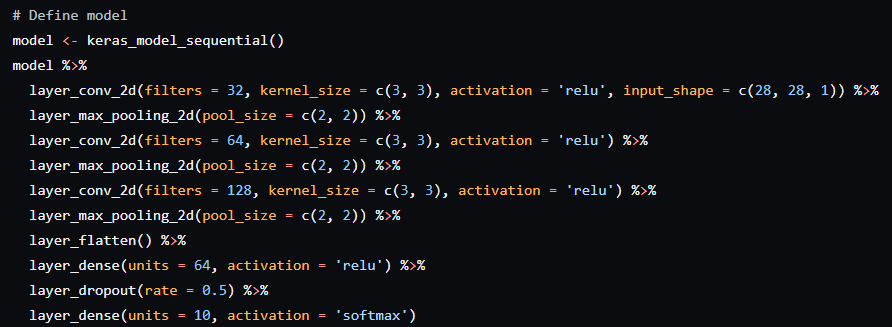 # Define model
model <- keras_model_sequential()
model %>%
  layer_conv_2d(filters = 32, kernel_size = c(3, 3), activation = 'relu', input_shape = c(28, 28, 1)) %>%
  layer_max_pooling_2d(pool_size = c(2, 2)) %>%
  layer_conv_2d(filters = 64, kernel_size = c(3, 3), activation = 'relu') %>%
  layer_max_pooling_2d(pool_size = c(2, 2)) %>%
  layer_conv_2d(filters = 128, kernel_size = c(3, 3), activation = 'relu') %>%
  layer_max_pooling_2d(pool_size = c(2, 2)) %>%
  layer_flatten() %>%
  layer_dense(units = 64, activation = 'relu') %>%
  layer_dropout(rate = 0.5) %>%
  layer_dense(units = 10, activation = 'softmax')